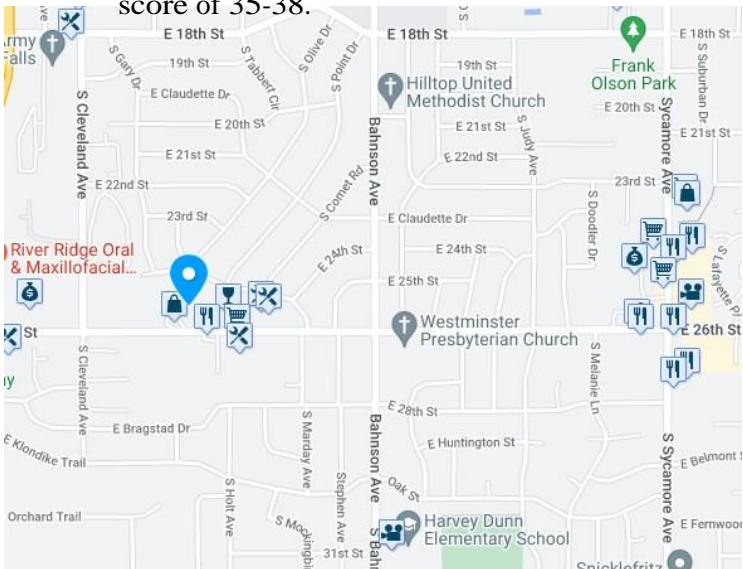 score of 35-38.
E 18th St
E 18th St
E 18th St
Army
Falls
S Gary Dr
19th St
S Tabbert Cir
S Olive Dr
S Point Dr
19th St
Frank
Olson Park
S Suburban Dr
Hilltop United
Methodist Church
E Claudette Dr
S Cleveland Ave
Bahnson Ave
Sycamore Ave
E 20th St
E 20th St
E 21st St
E 21st St
E 21st St
S Judy Ave
E 22nd St
E 22nd St
S Comet Rd
23rd St
S Doodler Dr
23rd St
E Claudette Dr
River Ridge Oral
& Maxillofacial...
E 24th St
E 24th St
S Lafayette Pl
E 25th St
St
Westminster
Presbyterian Church
E 26th St
S Cleveland Ave
S Melanie Ln
E 28th St
E Bragstad Dr
S Marday Ave
Bahnson Ave
E Huntington St
S Sycamore Ave
E Klondike Trail
E Belmont S
S Holt Ave
Stephen Ave
Oak St
Orchard Trail
S Mockingbi
S Bahn
Harvey Dunn
Elementary School
E Fernwoo
31st St
Snicklefritz